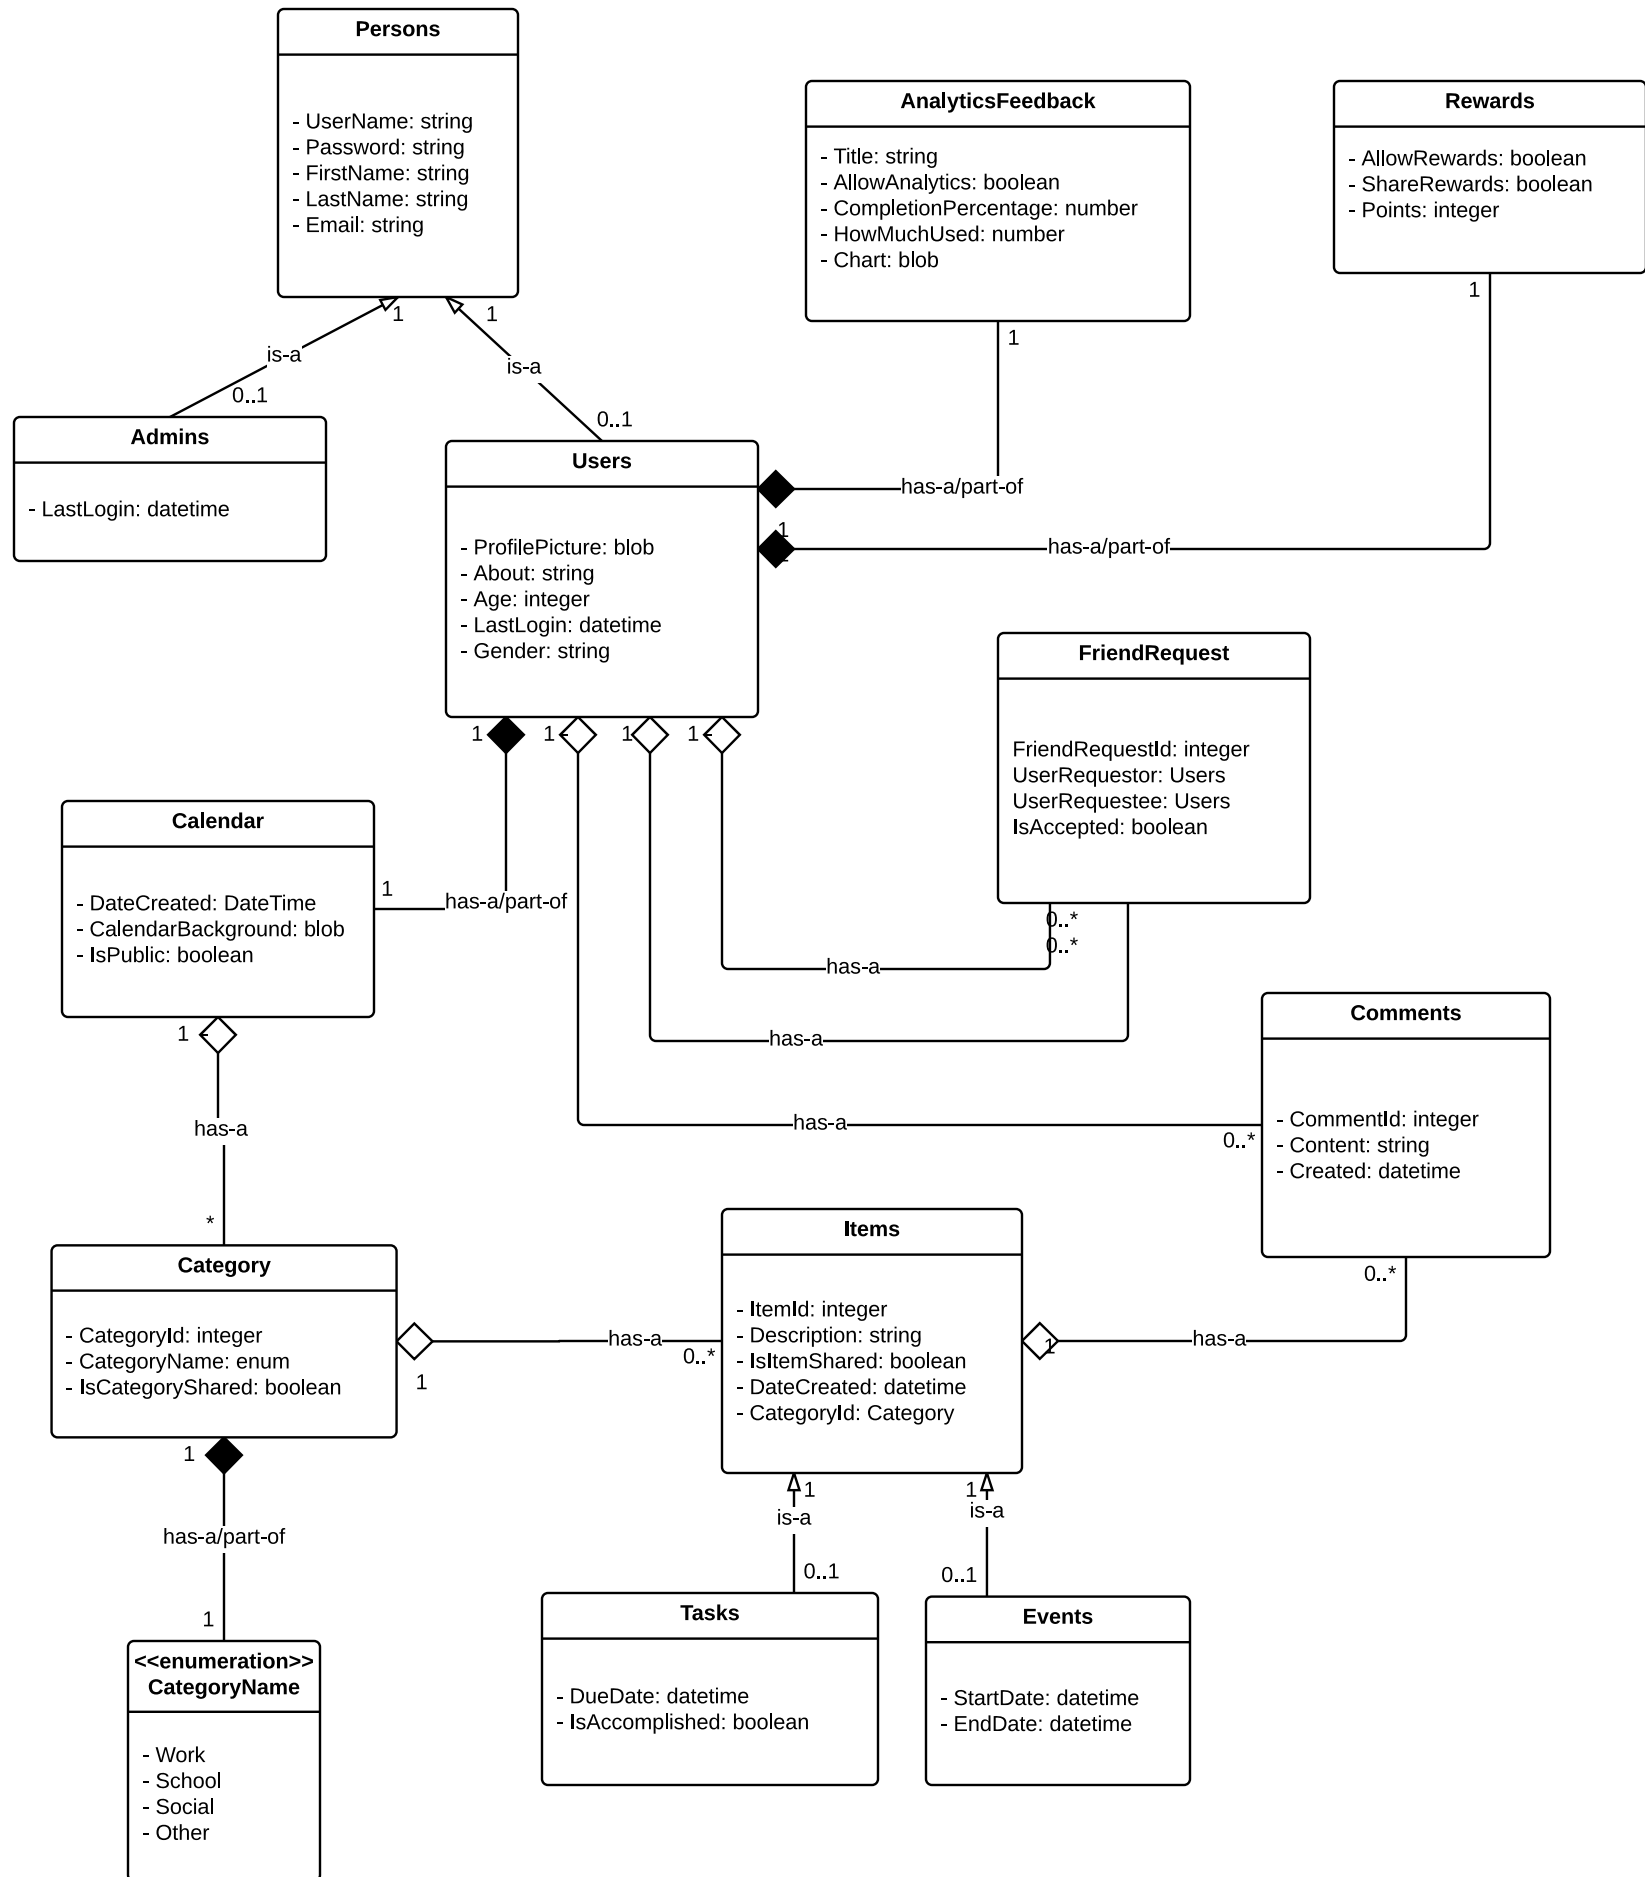 Persons
- UserName: string
- Password: string
- FirstName: string
- LastName: string
- Email: string
AnalyticsFeedback
- Title: string
- AllowAnalytics: boolean
- CompletionPercentage: number
- HowMuchUsed: number
- Chart: blob
Rewards
- AllowRewards: boolean
- ShareRewards: boolean
- Points: integer
1
1
1
1
is-a
is-a
0..1
0..1
Admins
- LastLogin: datetime
Users
- ProfilePicture: blob
- About: string
- Age: integer
- LastLogin: datetime
- Gender: string
has-a/part-of
1
has-a/part-of
FriendRequest
FriendRequestId: integer
UserRequestor: Users
UserRequestee: Users
IsAccepted: boolean
1
1
1
1
Calendar
- DateCreated: DateTime
- CalendarBackground: blob
- IsPublic: boolean
1
has-a/part-of
0..*
0..*
has-a
has-a
Comments
- CommentId: integer
- Content: string
- Created: datetime
1
has-a
has-a
0..*
*
Category
- CategoryId: integer
- CategoryName: enum
- IsCategoryShared: boolean
Items
- ItemId: integer
- Description: string
- IsItemShared: boolean
- DateCreated: datetime
- CategoryId: Category
0..*
has-a
0..*
1
1
has-a
1
has-a/part-of
1
1
1
is-a
is-a
0..1
0..1
<<enumeration>>
CategoryName
- Work
- School
- Social
- Other
Tasks
- DueDate: datetime
- IsAccomplished: boolean
Events
- StartDate: datetime
- EndDate: datetime